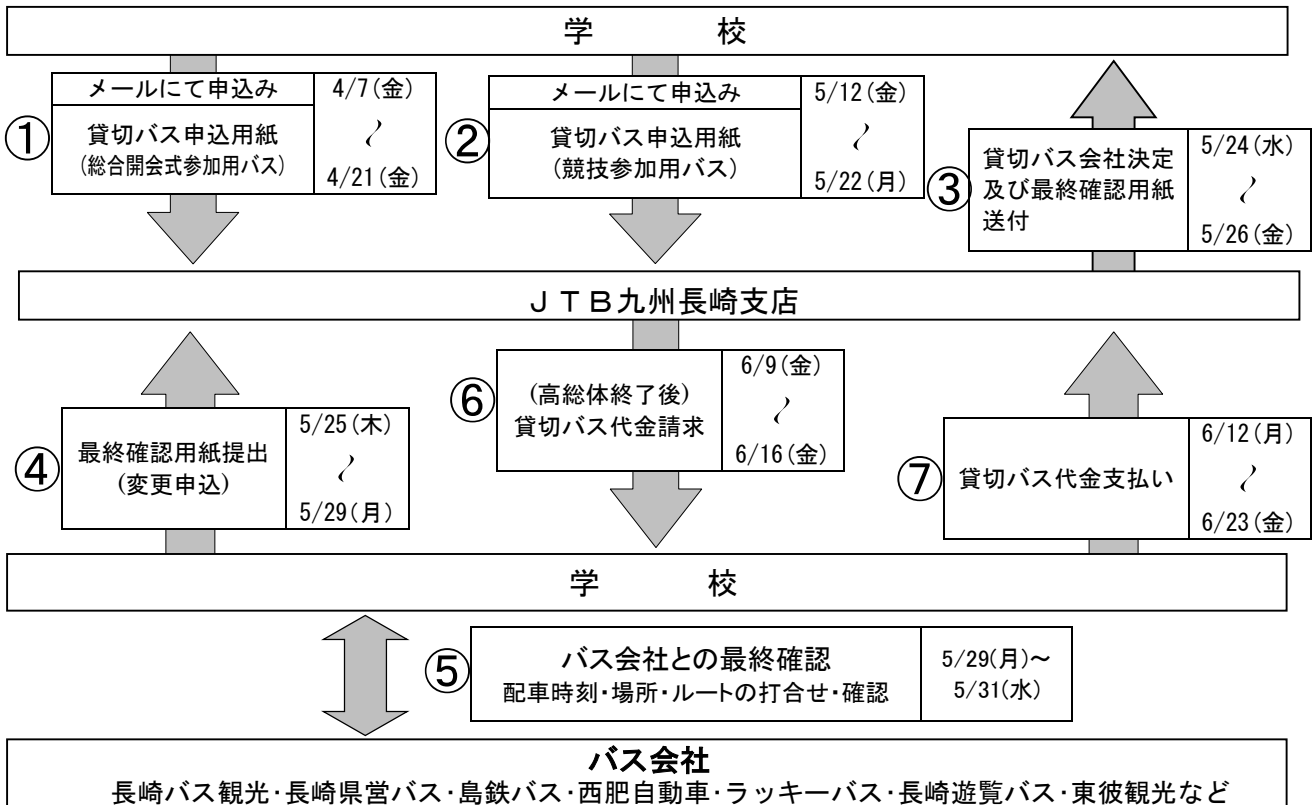 学 校
①
メールにて申込み
貸切バス申込用紙
(総合開会式参加用バス)
4/7(金)
～
4/21(金)
②
メールにて申込み
貸切バス申込用紙
(競技参加用バス)
5/12(金)
～
5/22(月)
③
貸切バス会社決定
及び最終確認用紙
送付
5/24(水)
～
5/26(金)
JTB九州長崎支店
④
最終確認用紙提出
(変更申込)
5/25(木)
～
5/29(月)
⑥
(高総体終了後)
貸切バス代金請求
6/9(金)
～
6/16(金)
⑦
貸切バス代金支払い
6/12(月)
～
6/23(金)
学 校
⑤
バス会社との最終確認
配車時刻・場所・ルートの打合せ・確認
5/29(月)～
5/31(水)
バス会社
長崎バス観光・長崎県営バス・島鉄バス・西肥自動車・ラッキーバス・長崎遊覧バス・東彼観光など